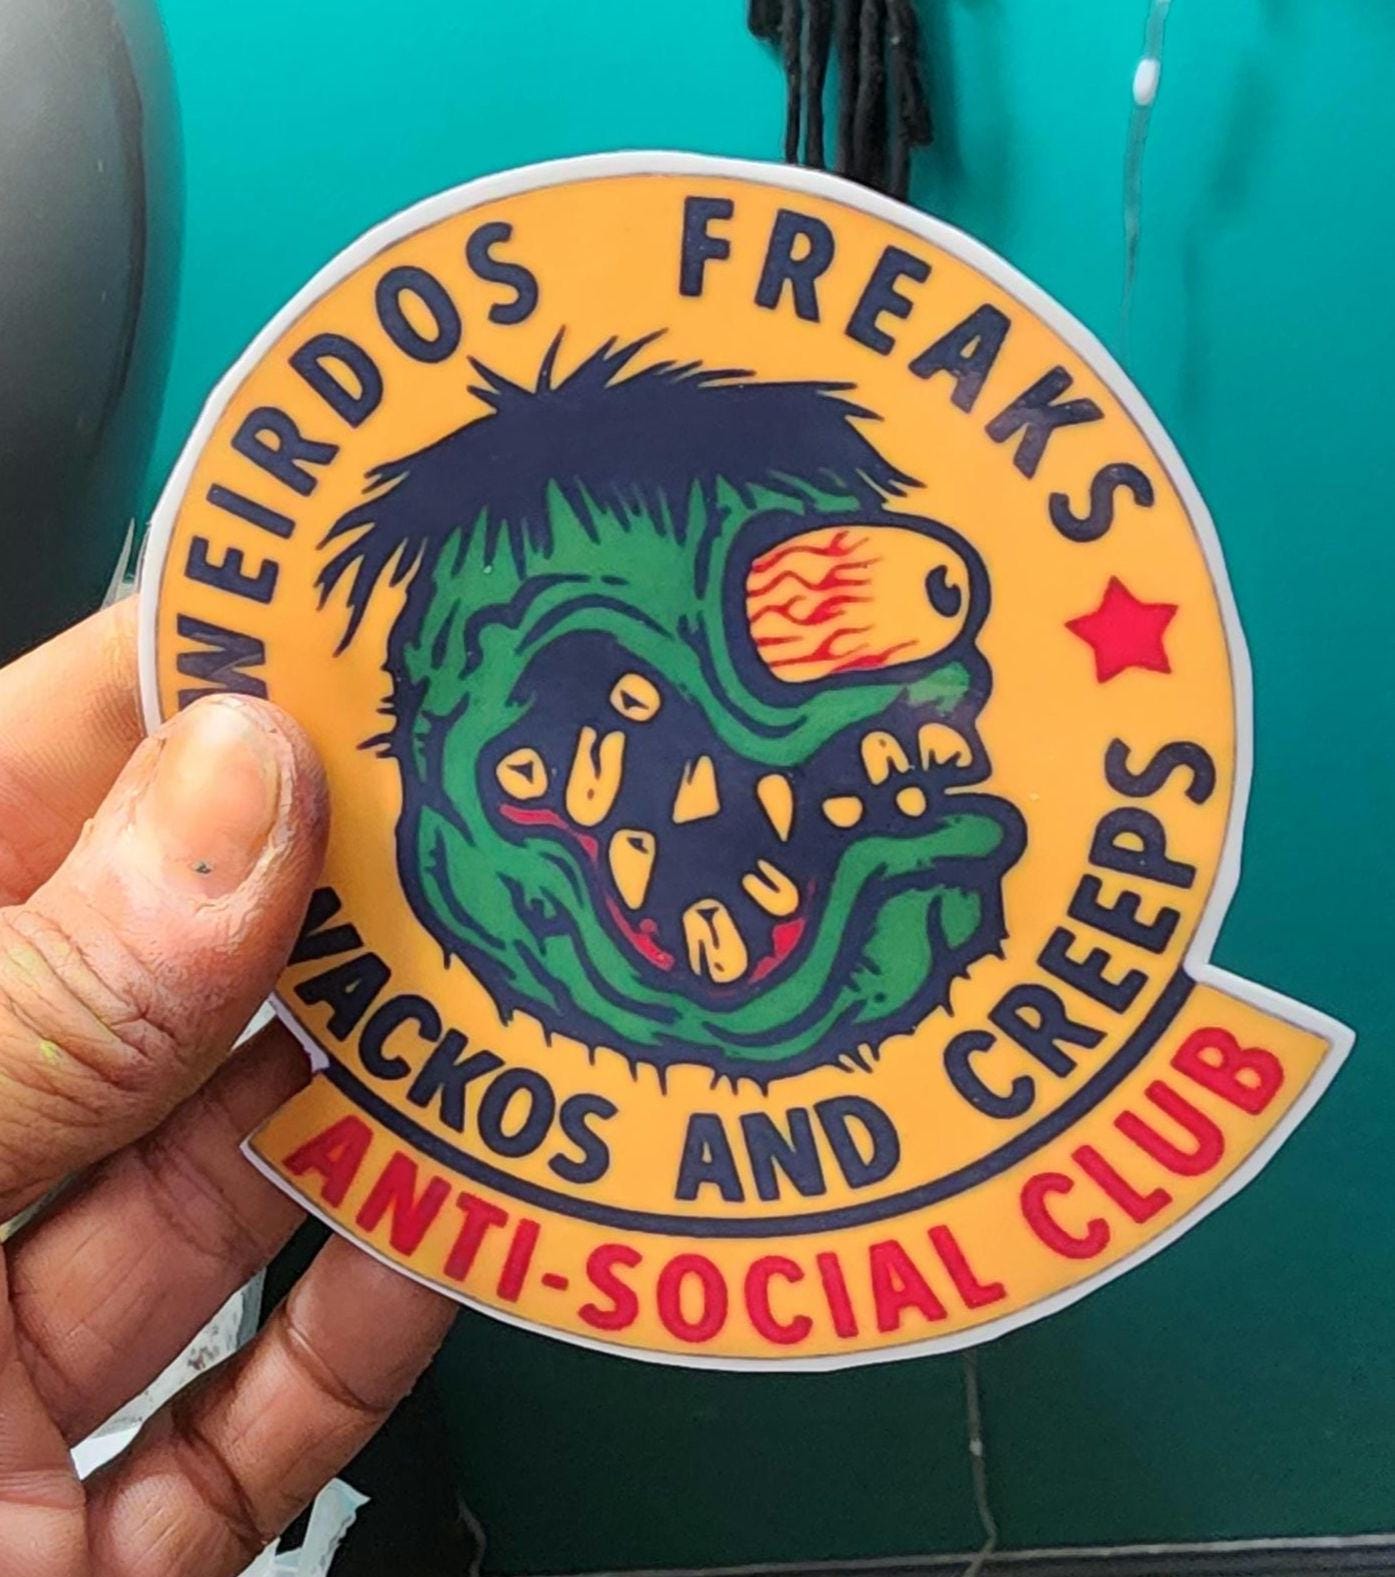 WEIRDOS FREAKS
WACKOS AND CREEPS
ANTI-SOCIAL CLUB